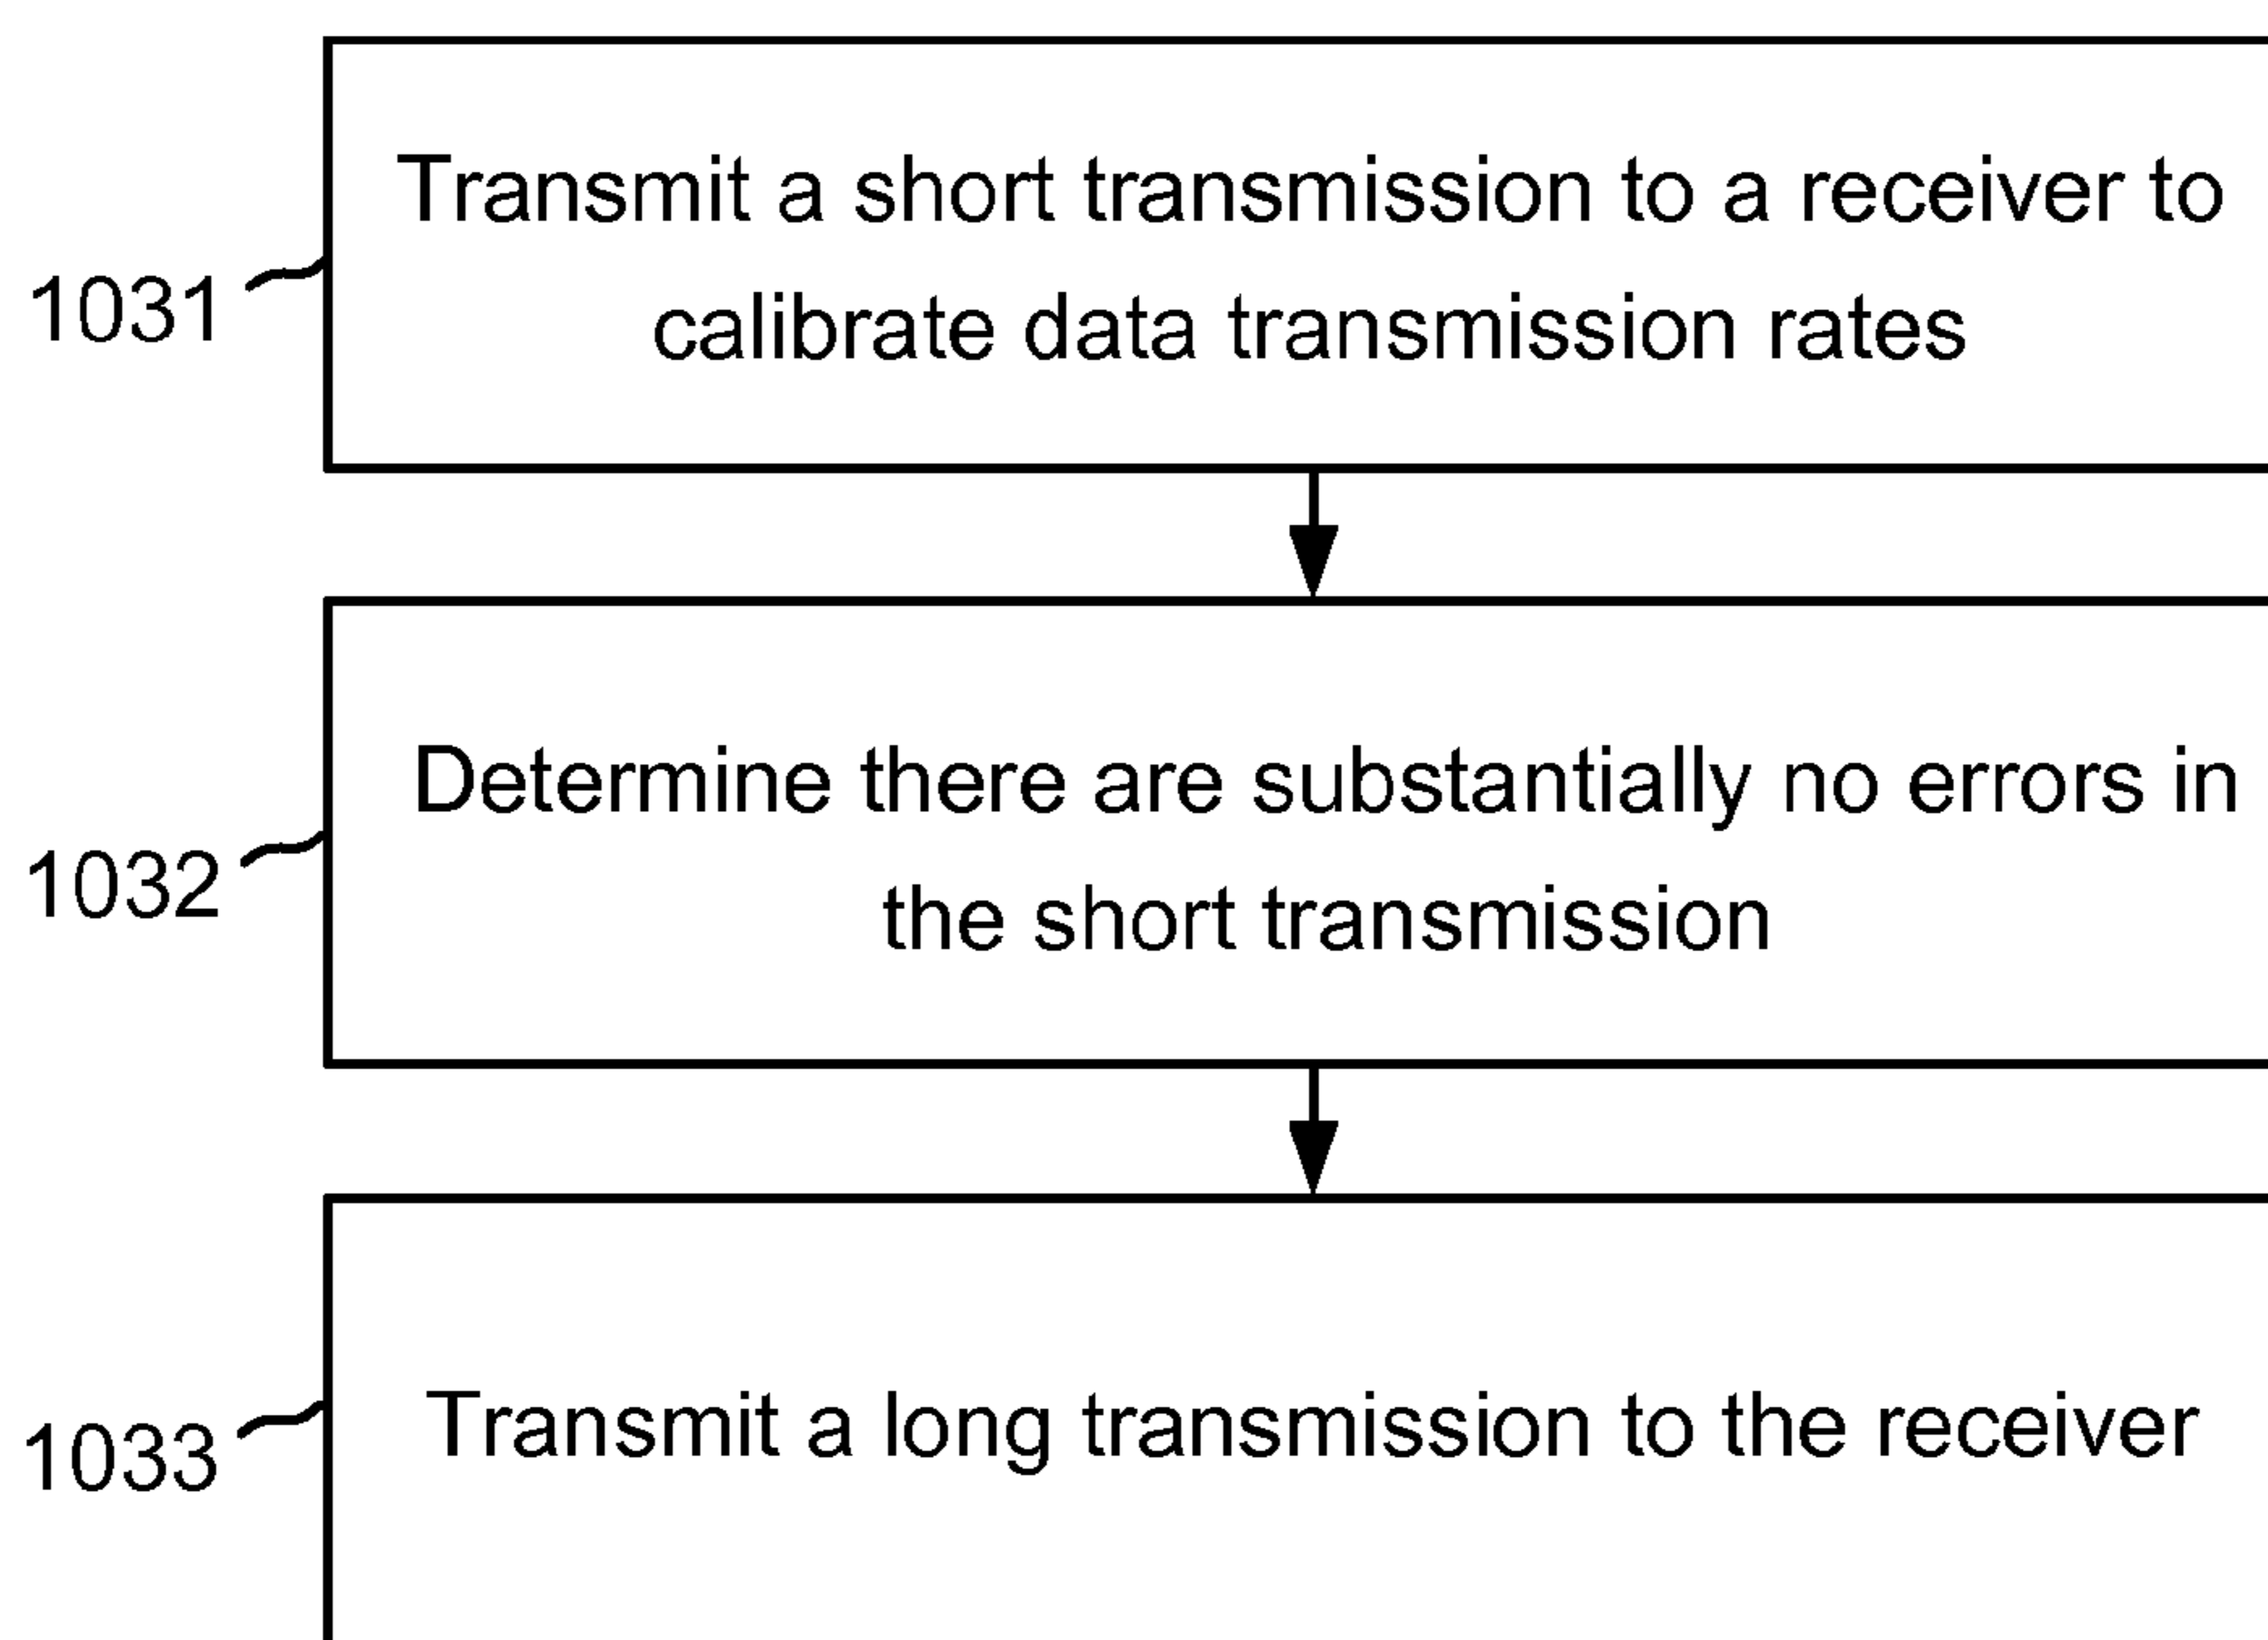 Transmit a short transmission to a receiver to
calibrate data transmission rates
1031
Determine there are substantially no errors in
the short transmission
1032
Transmit a long transmission to the receiver
1033